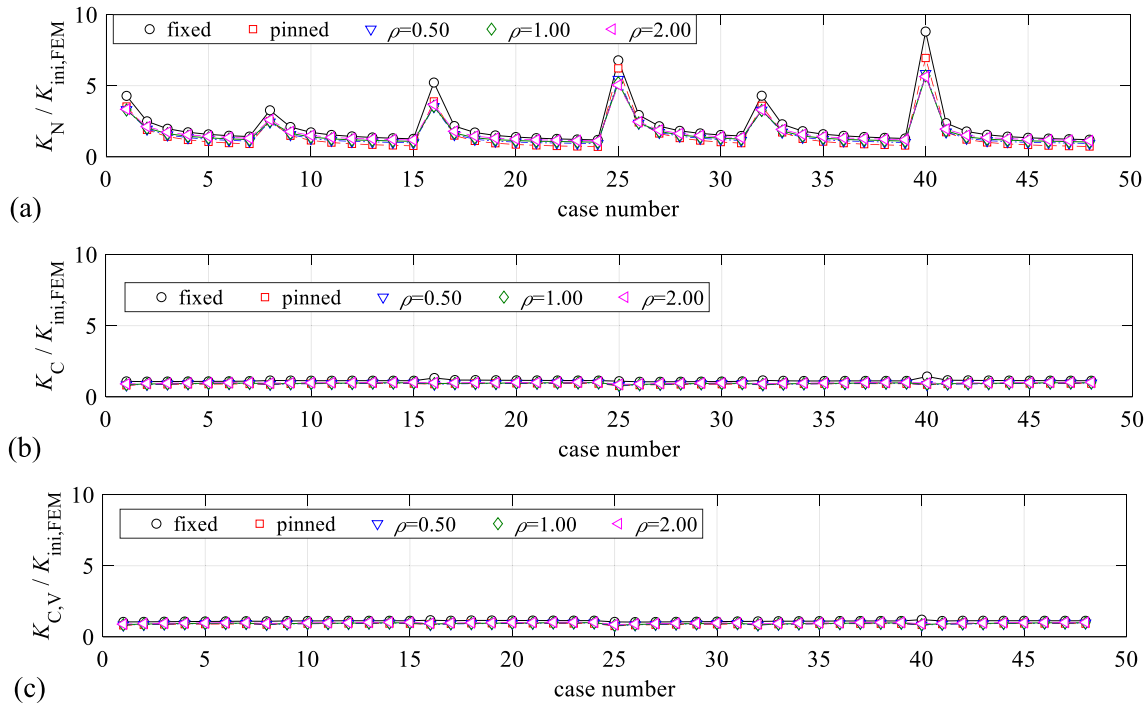 10
5
0
K_N / K_ini,FEM
fixed pinned ρ=0.50 ρ=1.00 ρ=2.00
0 5 10 15 20 25 30 35 40 45 50
(a)
case number
10
5
0
K_C / K_ini,FEM
fixed pinned ρ=0.50 ρ=1.00 ρ=2.00
0 5 10 15 20 25 30 35 40 45 50
(b)
case number
10
5
0
K_C,V / K_ini,FEM
fixed pinned ρ=0.50 ρ=1.00 ρ=2.00
0 5 10 15 20 25 30 35 40 45 50
(c)
case number